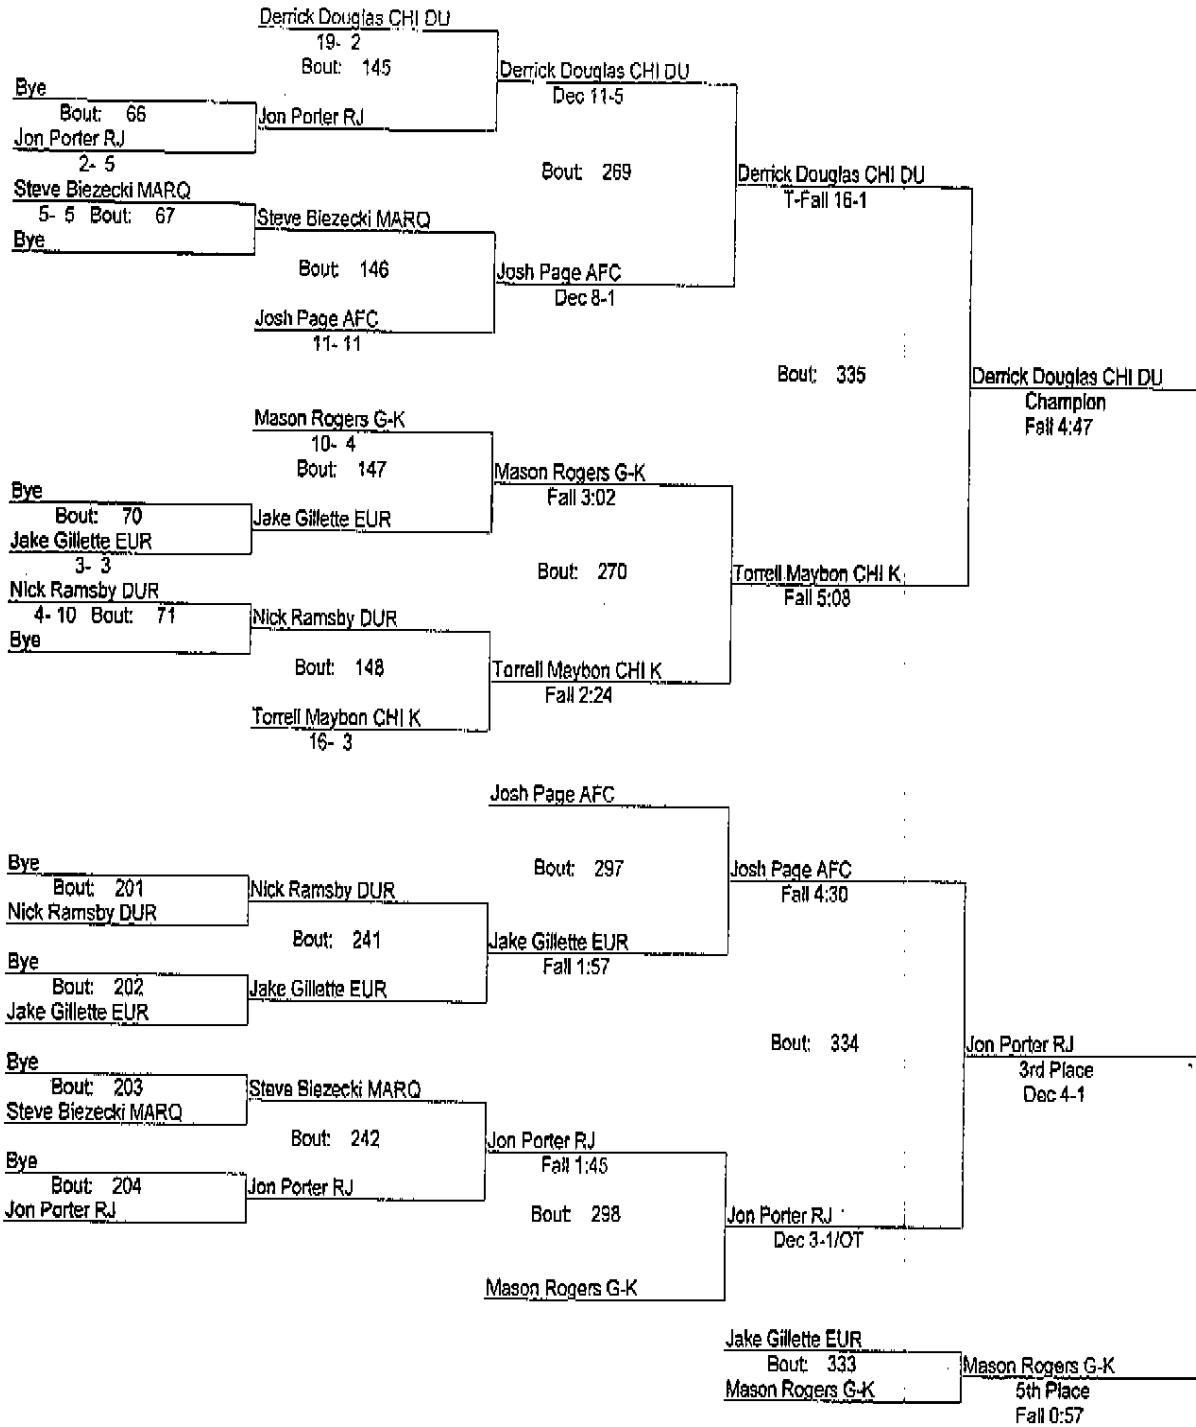 Derrick Douglas CHI DU
19- 2
Bout: 145
Derrick Douglas CHI DU
Dec 11-5
Bye
Bout: 66
Jon Porter RJ
Jon Porter RJ
2- 5
Bout: 269
Derrick Douglas CHI DU
T-Fall 16-1
Steve Biezecki MARQ
5- 5 Bout: 67
Steve Biezecki MARQ
Bye
Bout: 146
Josh Page AFC
Dec 8-1
Josh Page AFC
11- 11
Bout: 335
Derrick Douglas CHI DU
Champion
Fall 4:47
Mason Rogers G-K
10- 4
Bout: 147
Mason Rogers G-K
Fall 3:02
Bye
Bout: 70
Jake Gillette EUR
Jake Gillette EUR
3- 3
Bout: 270
Torrell Maybon CHI K
Fall 5:08
Nick Ramsby DUR
4- 10 Bout: 71
Nick Ramsby DUR
Bye
Bout: 148
Torrell Maybon CHI K
Fall 2:24
Torrell Maybon CHI K
16- 3
Josh Page AFC
Bye
Bout: 297
Josh Page AFC
Fall 4:30
Bout: 201
Nick Ramsby DUR
Nick Ramsby DUR
Bout: 241
Jake Gillette EUR
Fall 1:57
Bye
Bout: 202
Jake Gillette EUR
Jake Gillette EUR
Bout: 334
Jon Porter RJ
3rd Place
Dec 4-1
Bye
Bout: 203
Steve Biezecki MARQ
Steve Biezecki MARQ
Bout: 242
Jon Porter RJ
Fall 1:45
Bye
Bout: 204
Jon Porter RJ
Jon Porter RJ
Bout: 298
Jon Porter RJ
Dec 3-1/OT
Mason Rogers G-K
Jake Gillette EUR
Bout: 333
Mason Rogers G-K
Mason Rogers G-K
5th Place
Fall 0:57